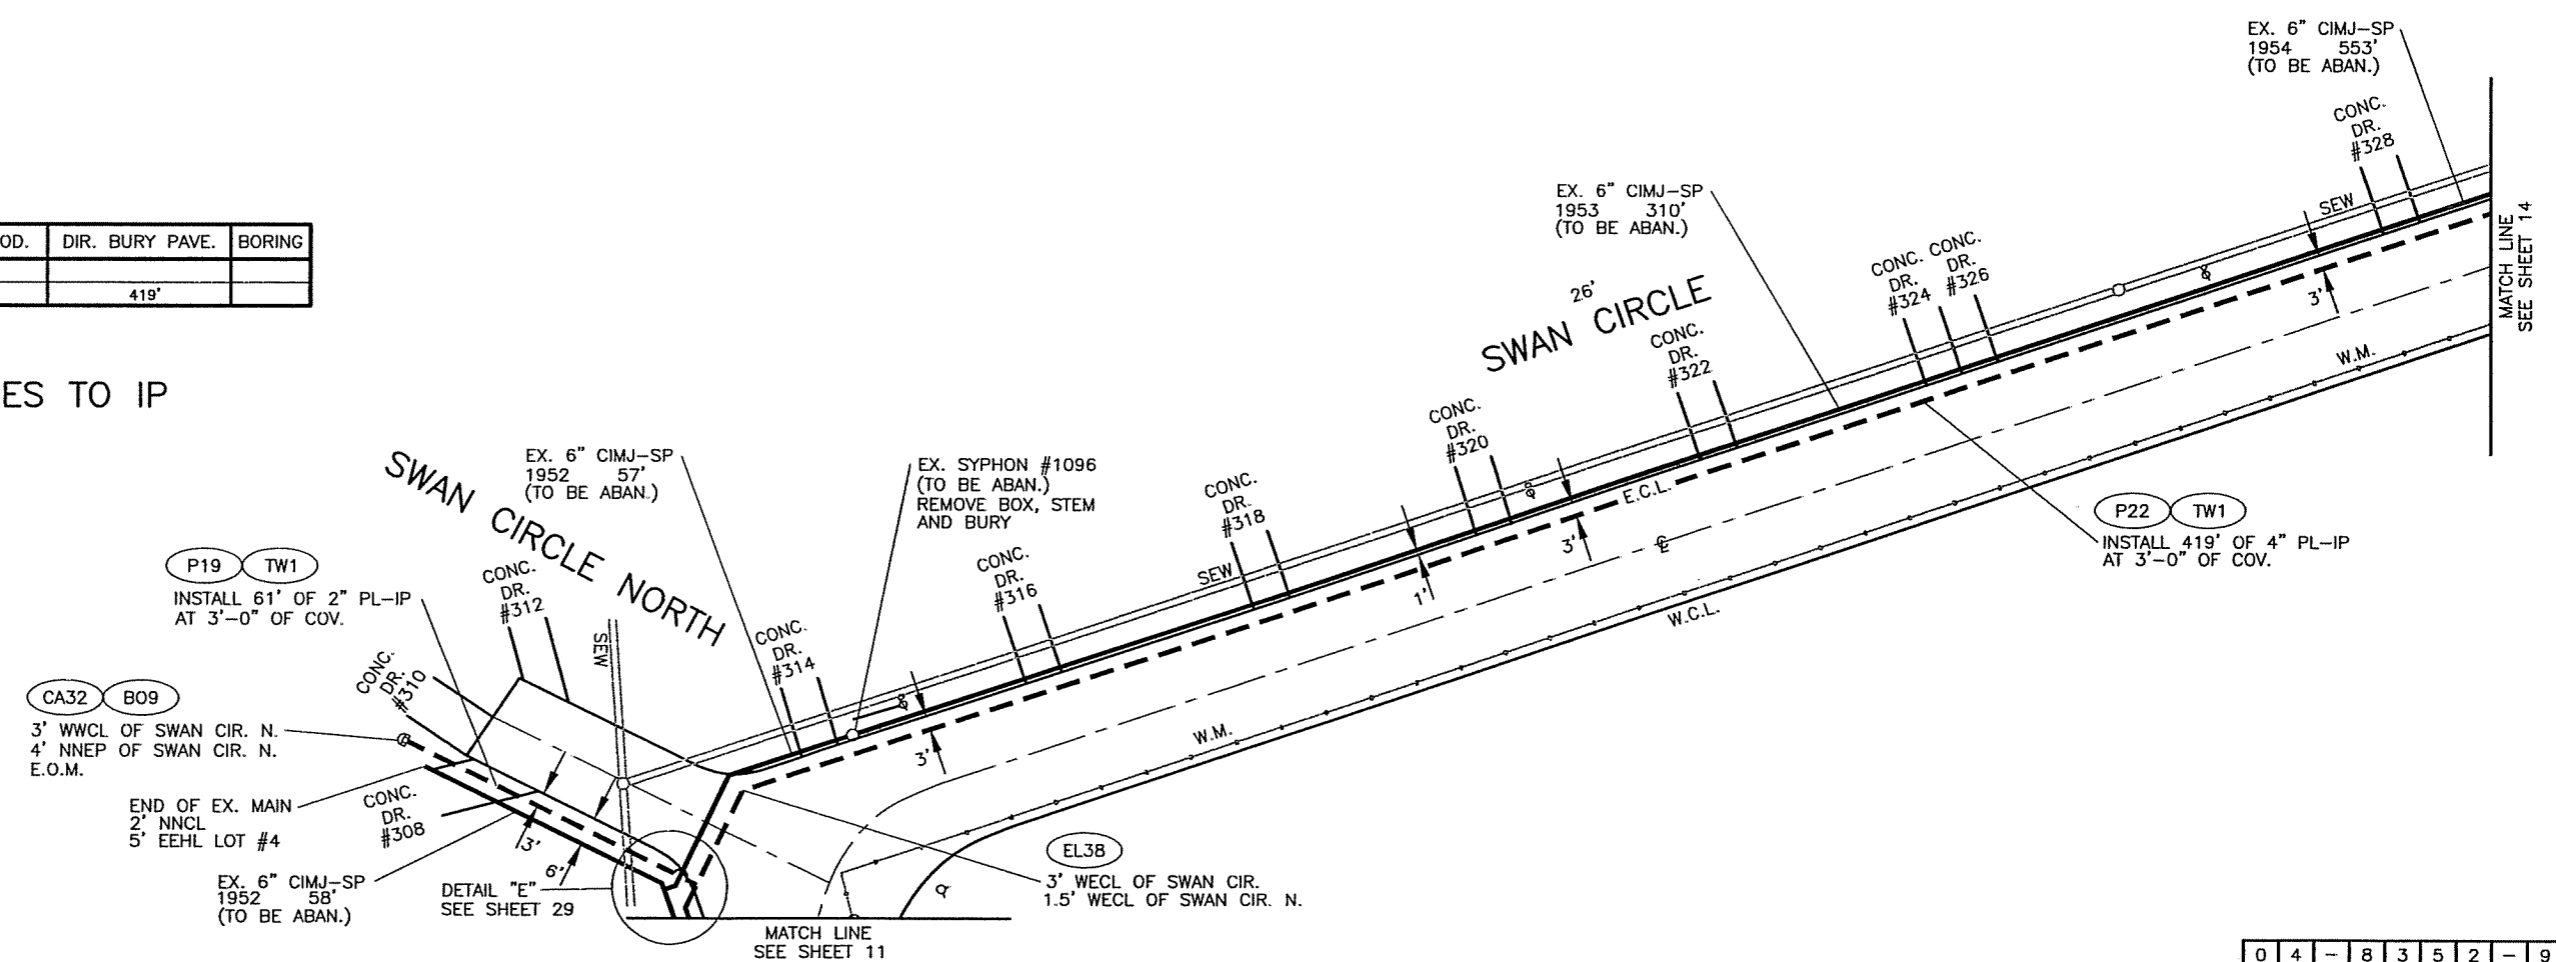 EX. 6" CIMJ-SP
1954 553'
(TO BE ABAN.)
CONC.
DR.
#328
SEW
MATCH LINE
SEE SHEET 14
3'
W.M.
OD.
DIR. BURY PAVE.
BORING
419'
ES TO IP
EX. 6" CIMJ-SP
1953 310'
(TO BE ABAN.)
26'
SWAN CIRCLE
CONC.
DR.
#324
CONC.
DR.
#326
CONC.
DR.
#322
CONC.
DR.
#320
E.C.L.
3'
1'
W.C.L.
P22 TW1
INSTALL 419' OF 4" PL-IP
AT 3'-0" OF COV.
SWAN CIRCLE NORTH
EX. 6" CIMJ-SP
1952 57'
(TO BE ABAN.)
EX. SYPHON #1096
(TO BE ABAN.)
REMOVE BOX, STEM
AND BURY
CONC.
DR.
#318
SEW
CONC.
DR.
#316
CONC.
DR.
#314
3'
W.M.
P19 TW1
INSTALL 61' OF 2" PL-IP
AT 3'-0" OF COV.
CONC.
DR.
#312
SEW
CONC.
DR.
#310
CA32 B09
3' WWCL OF SWAN CIR. N.
4' NNEP OF SWAN CIR. N.
E.O.M.
END OF EX. MAIN
2' NNCL
5' EEHL LOT #4
CONC.
DR.
#308
3'
6'
EX. 6" CIMJ-SP
1952 58'
(TO BE ABAN.)
DETAIL "E"
SEE SHEET 29
EL38
3' WECL OF SWAN CIR.
1.5' WECL OF SWAN CIR. N.
MATCH LINE
SEE SHEET 11
04-8352-9